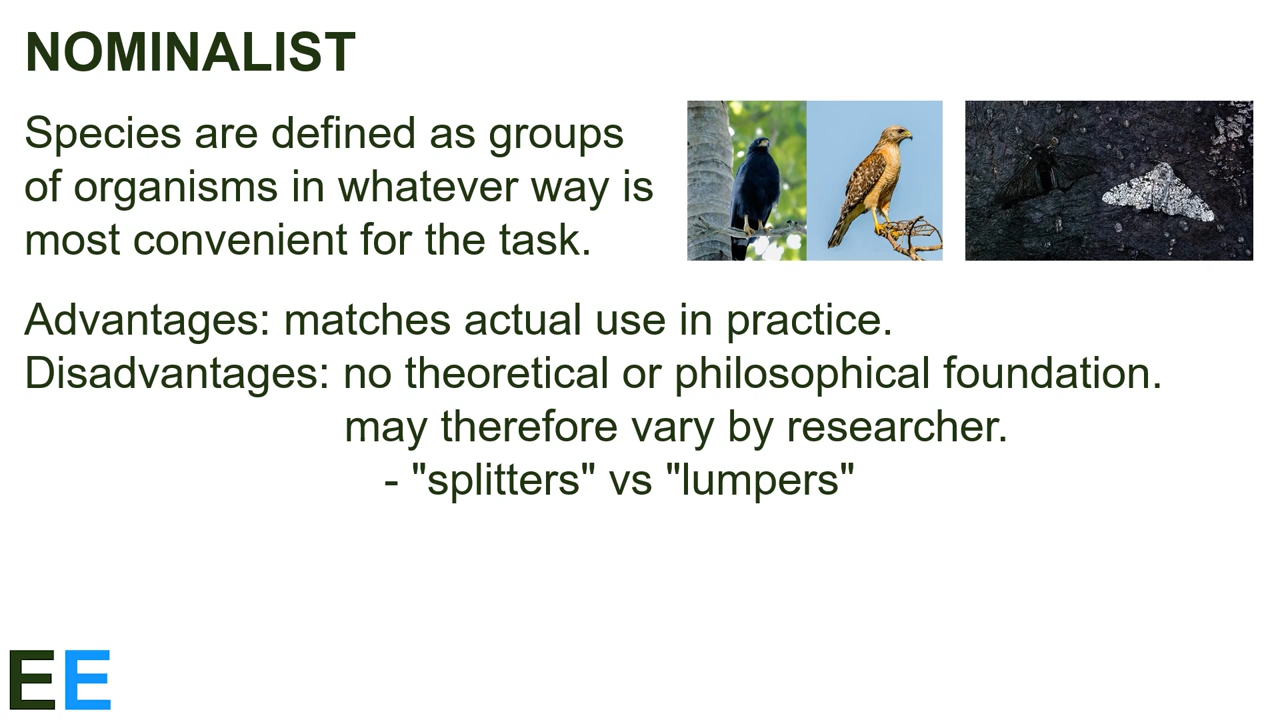 NOMINALIST
Species are defined as groups
of organisms in whatever way is
most convenient for the task.
Advantages: matches actual use in practice.
Disadvantages: no theoretical or philosophical foundation.
may therefore vary by researcher.
- "splitters" vs "lumpers"
EE